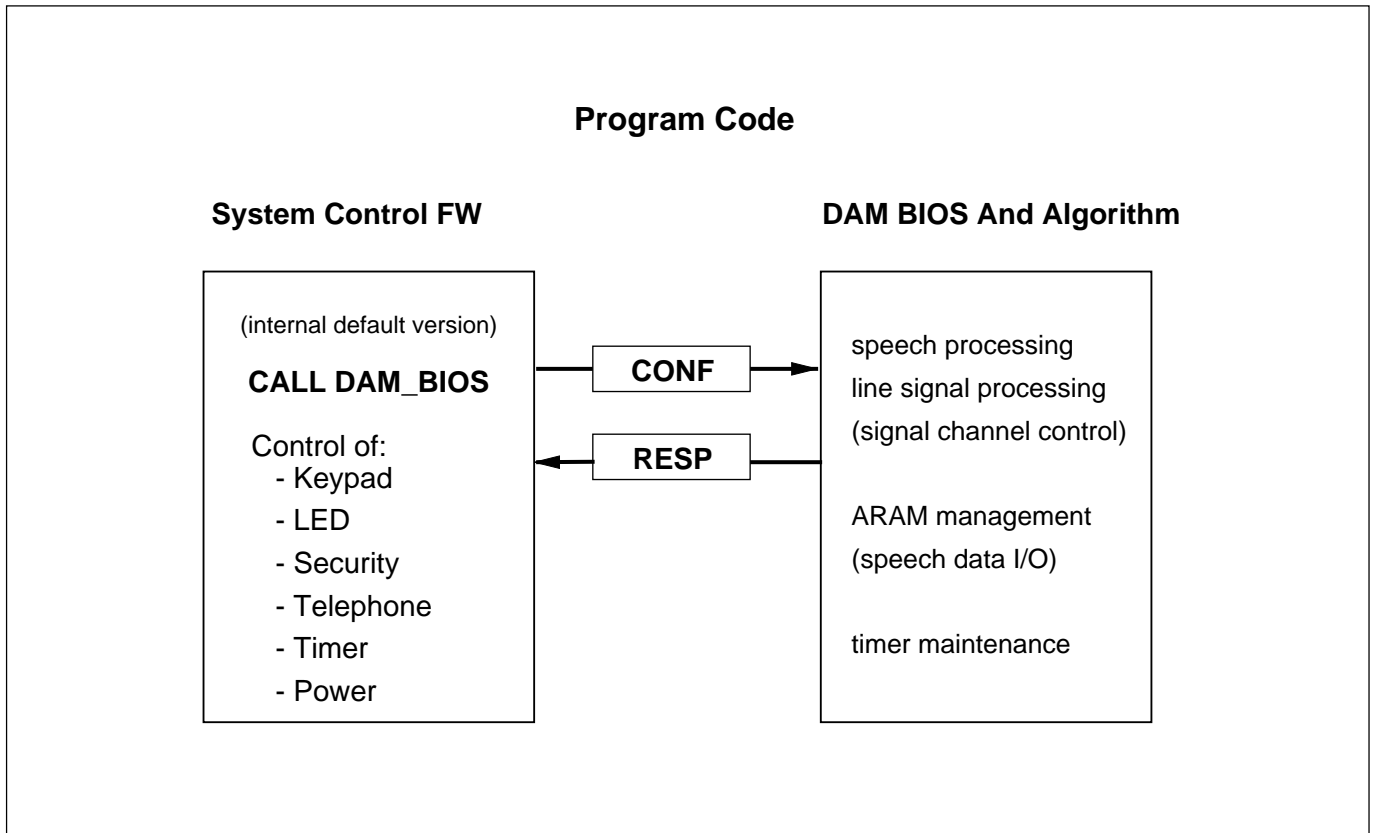 Program Code
System Control FW
(internal default version)
CALL DAM_BIOS
Control of:
- Keypad
- LED
- Security
- Telephone
- Timer
- Power
CONF
RESP
DAM BIOS And Algorithm
speech processing
line signal processing
(signal channel control)
ARAM management
(speech data I/O)
timer maintenance